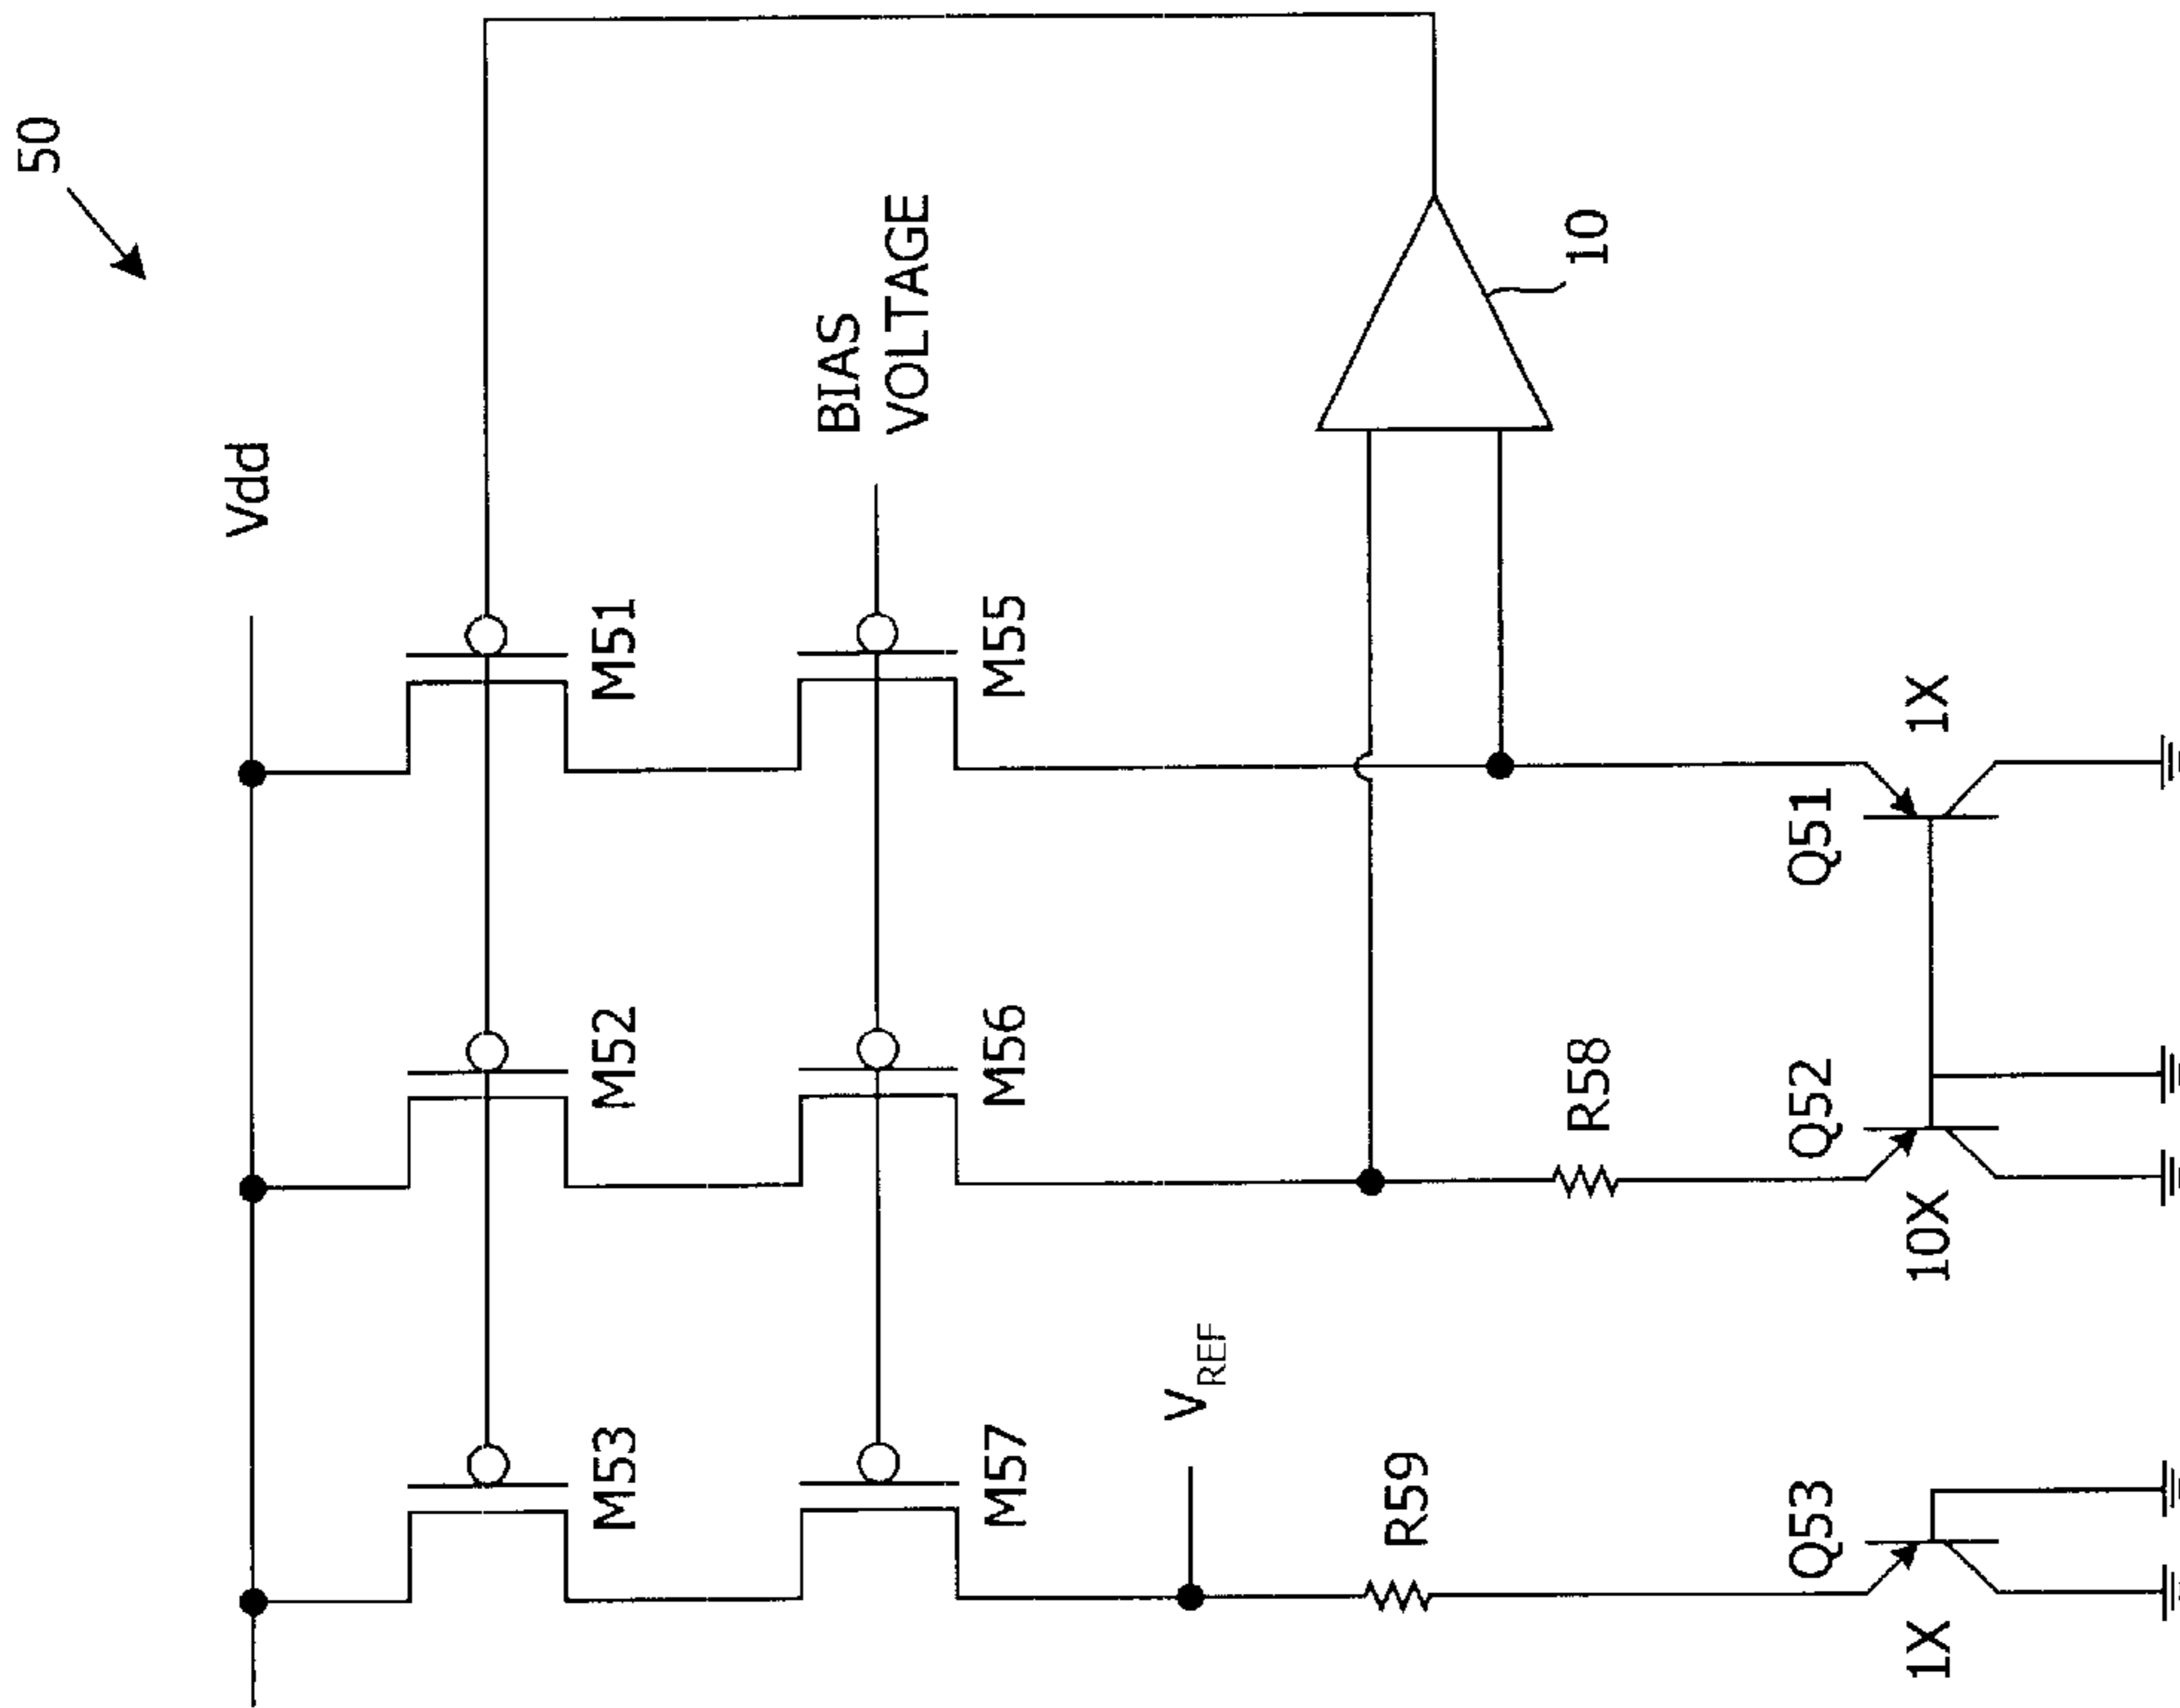 50
Vdd
BIAS
VOLTAGE
M51
M52
M53
M55
M56
M57
10
V_REF
R58
R59
Q51
Q52
Q53
1X
10X
1X